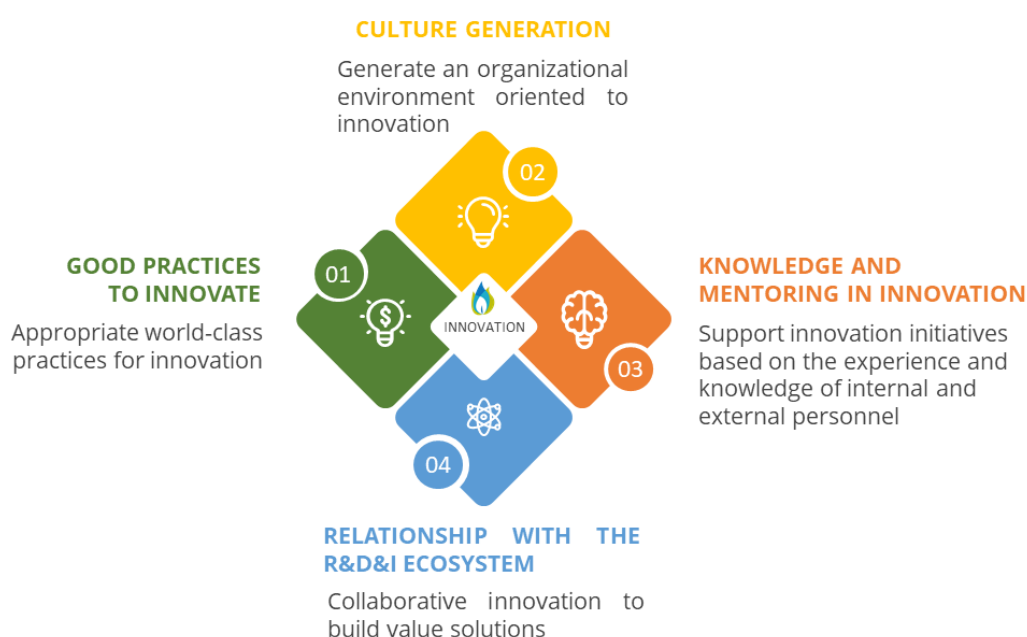 CULTURE GENERATION
Generate an organizational
environment oriented to
innovation
02
GOOD PRACTICES
TO INNOVATE
Appropriate world-class
practices for innovation
01
$
INNOVATION
KNOWLEDGE AND
MENTORING IN INNOVATION
Support innovation initiatives
based on the experience and
knowledge of internal and
external personnel
03
04
RELATIONSHIP WITH THE
R&D&I ECOSYSTEM
Collaborative innovation to
build value solutions